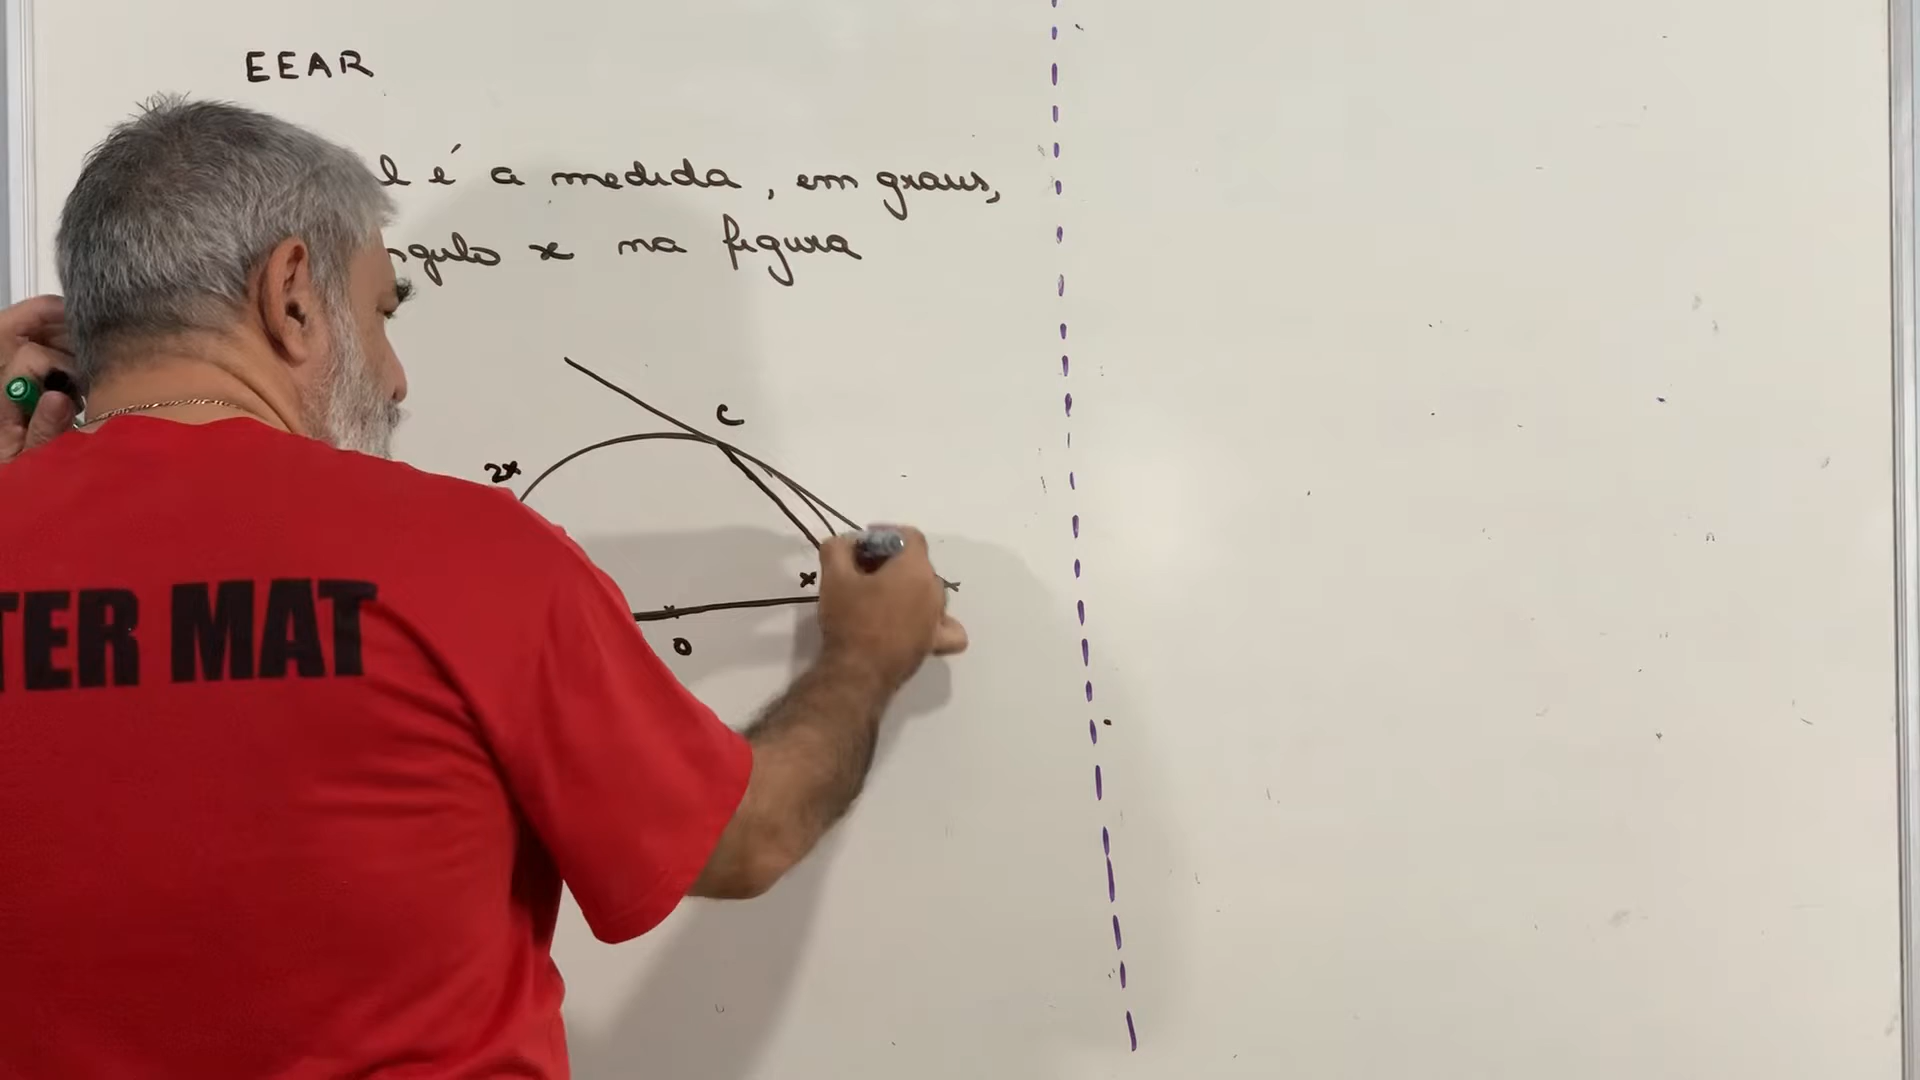 EEAR
é a medida, em graus,
x na figura
C
2x
x
O
TER MAT